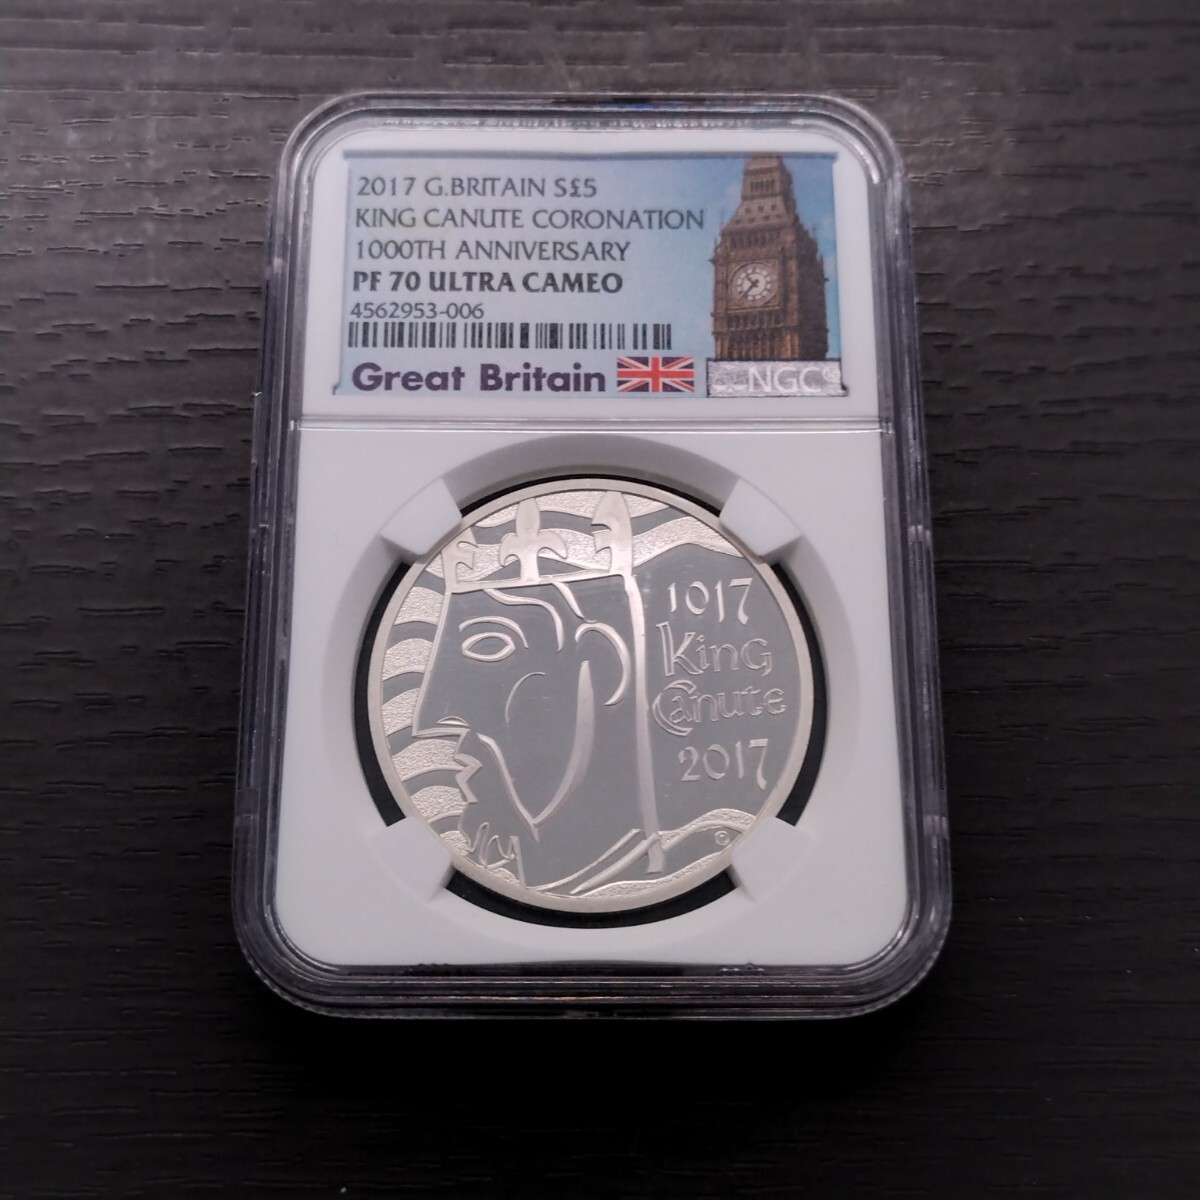 2017 G.BRITAIN S£5
KING CANUTE CORONATION
1000TH ANNIVERSARY
PF 70 ULTRA CAMEO
4562953-006
Great Britain
NGC
1017
King
Canute
2017